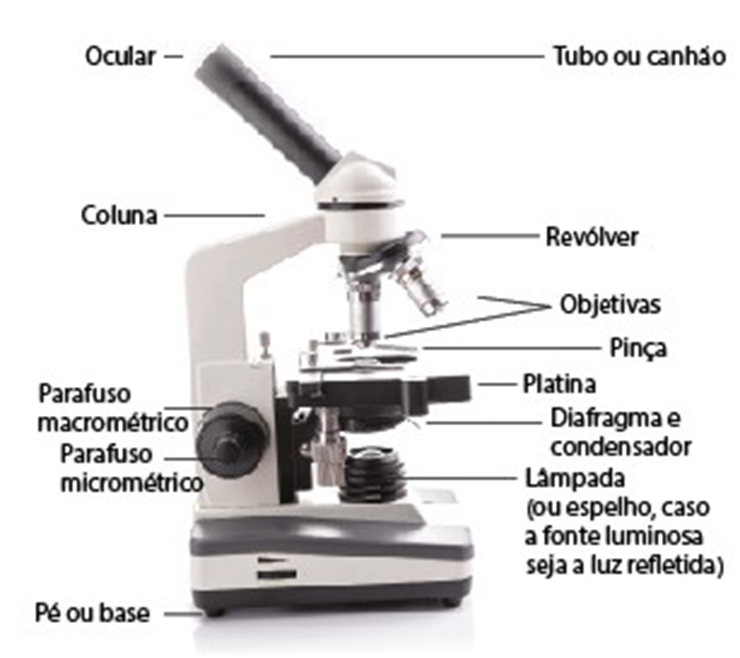 Ocular
Tubo ou canhão
Coluna
Revólver
Objetivas
Pinça
Platina
Parafuso
macrométrico
Diafragma e
condensador
Parafuso
micrométrico
Lâmpada
(ou espelho, caso
a fonte luminosa
seja a luz refletida)
Pé ou base